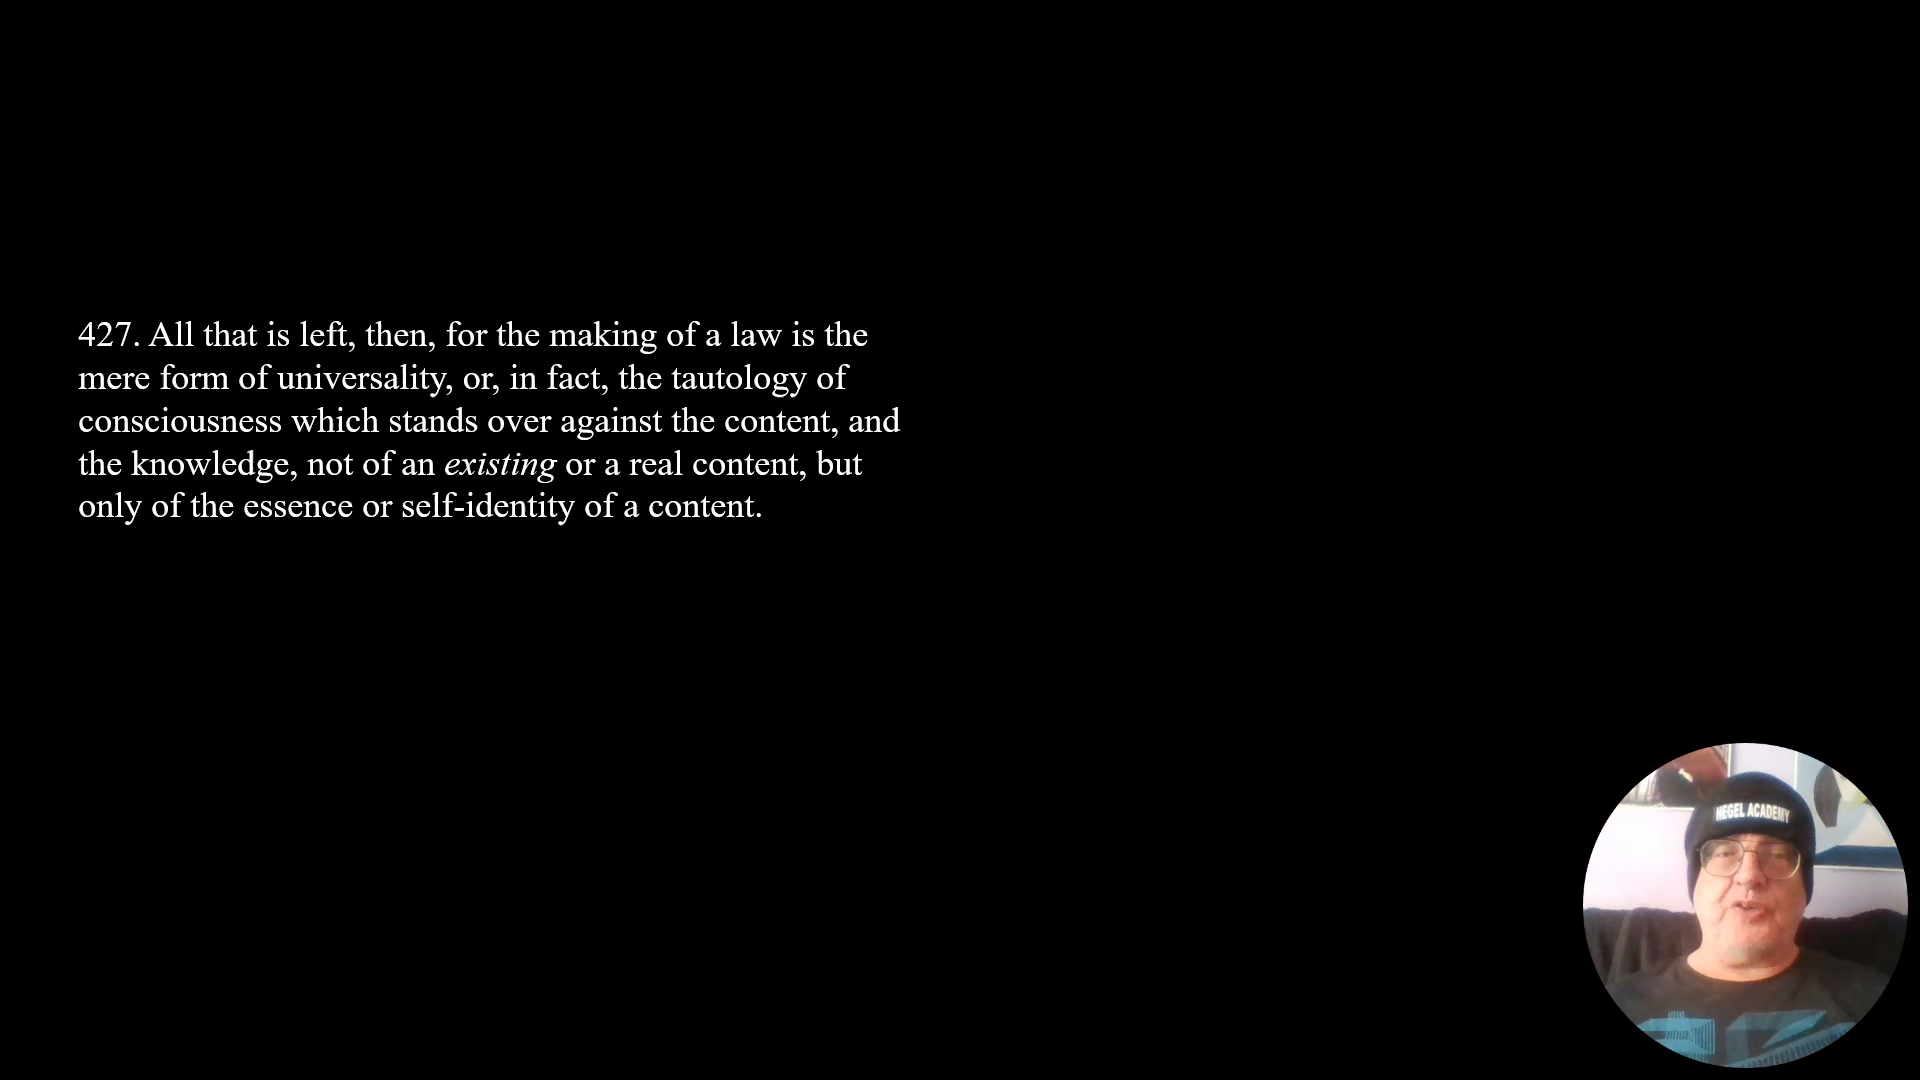 427. All that is left, then, for the making of a law is the
mere form of universality, or, in fact, the tautology of
consciousness which stands over against the content, and
the knowledge, not of an existing or a real content, but
only of the essence or self-identity of a content.
HEGEL ACADEMY